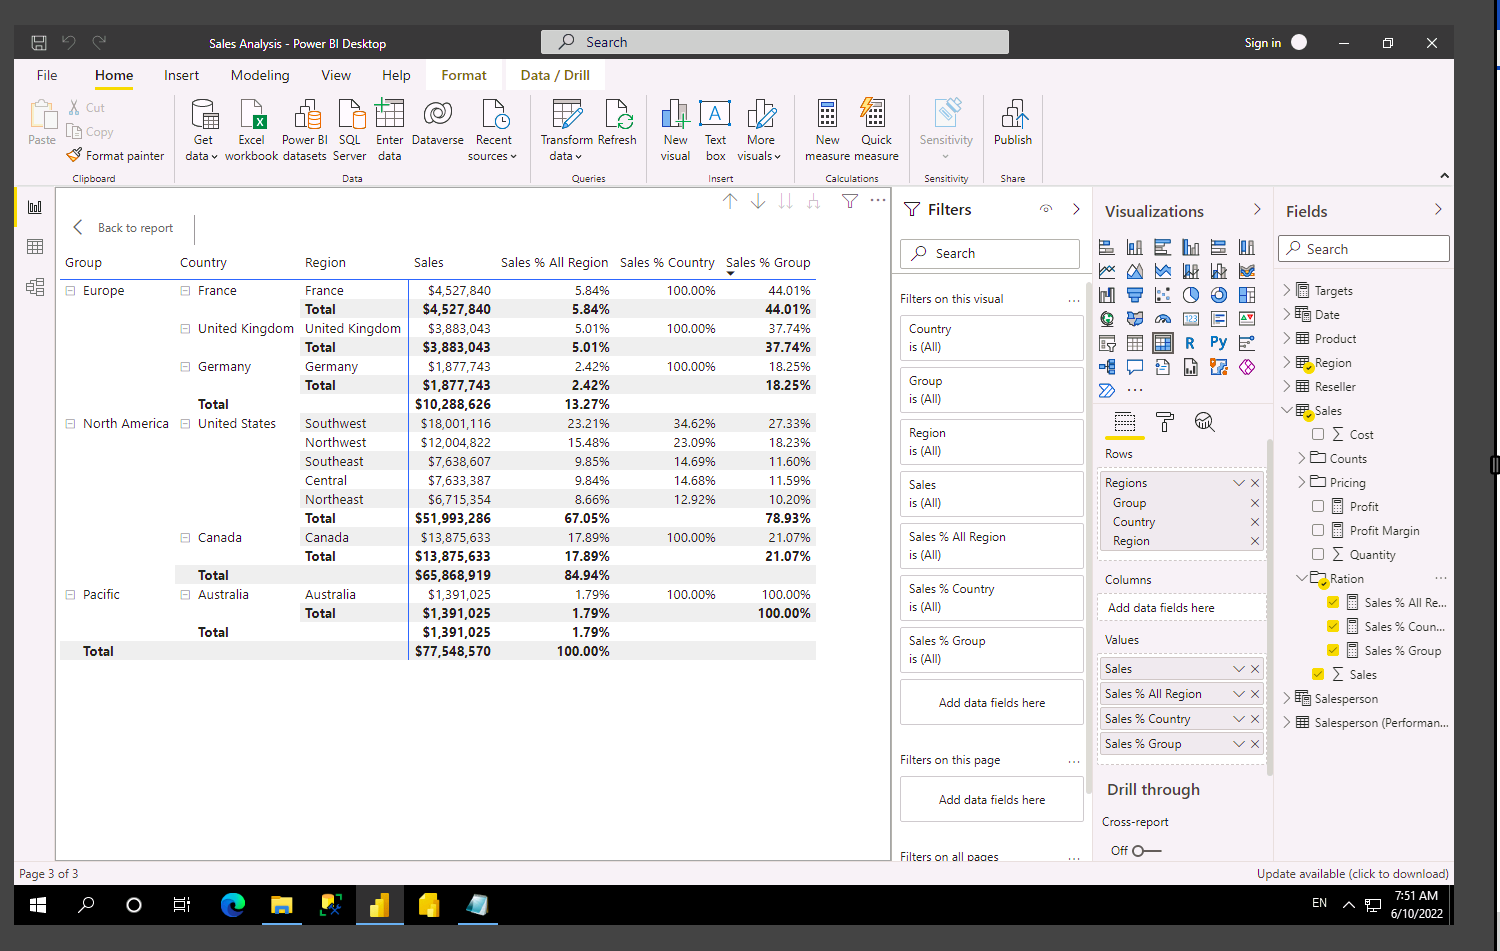 Sales Analysis - Power BI Desktop
Search
Sign in
File Home Insert Modeling View Help Format Data / Drill
Paste
Cut
Copy
Format painter
Clipboard
Get data
Excel workbook
Power BI datasets
SQL Server
Enter data
Dataverse
Recent sources
Data
Transform data
Refresh
Queries
New visual
A
Text box
More visuals
Insert
New measure
Quick measure
Calculations
Sensitivity
Sensitivity
Publish
Share
Back to report
Group Country Region Sales Sales % All Region Sales % Country Sales % Group
Europe France France $4,527,840 5.84% 100.00% 44.01%
Total $4,527,840 5.84% 44.01%
United Kingdom United Kingdom $3,883,043 5.01% 100.00% 37.74%
Total $3,883,043 5.01% 37.74%
Germany Germany $1,877,743 2.42% 100.00% 18.25%
Total $1,877,743 2.42% 18.25%
Total $10,288,626 13.27%
North America United States Southwest $18,001,116 23.21% 34.62% 27.33%
Northwest $12,004,822 15.48% 23.09% 18.23%
Southeast $7,638,607 9.85% 14.69% 11.60%
Central $7,633,387 9.84% 14.68% 11.59%
Northeast $6,715,354 8.66% 12.92% 10.20%
Total $51,993,286 67.05% 78.93%
Canada Canada $13,875,633 17.89% 100.00% 21.07%
Total $13,875,633 17.89% 21.07%
Total $65,868,919 84.94%
Pacific Australia Australia $1,391,025 1.79% 100.00% 100.00%
Total $1,391,025 1.79% 100.00%
Total $1,391,025 1.79%
Total $77,548,570 100.00%
Filters
Search
Filters on this visual ...
Country
is (All)
Group
is (All)
Region
is (All)
Sales
is (All)
Sales % All Region
is (All)
Sales % Country
is (All)
Sales % Group
is (All)
Add data fields here
Filters on this page ...
Add data fields here
Filters on all pages ...
Visualizations
123
R Py
...
Rows
Regions
Group
Country
Region
Columns
Add data fields here
Values
Sales
Sales % All Region
Sales % Country
Sales % Group
Drill through
Cross-report
Off
Fields
Search
Targets
Date
Product
Region
Reseller
Sales
Σ Cost
Counts
Pricing
Profit
Profit Margin
Σ Quantity
Ration ...
Sales % All Re...
Sales % Coun...
Sales % Group
Σ Sales
Salesperson
Salesperson (Performan...
Page 3 of 3
Update available (click to download)
EN
7:51 AM
6/10/2022